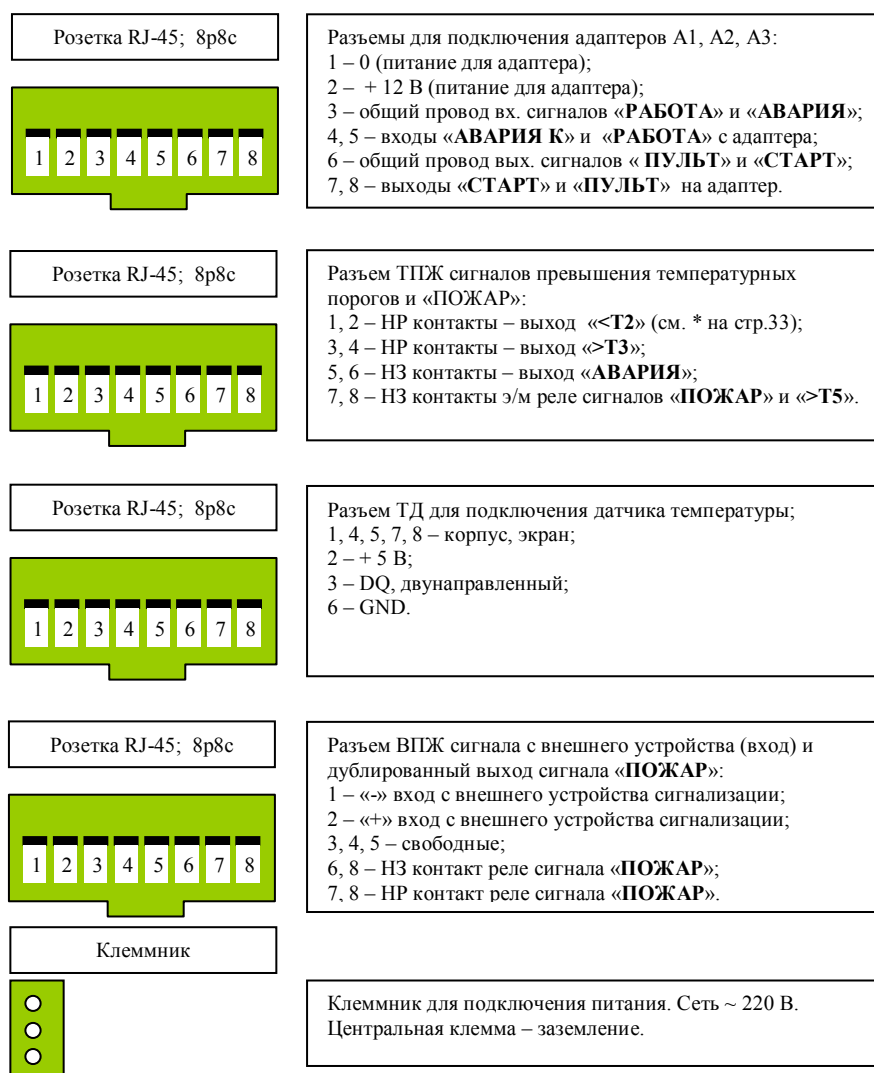 Розетка RJ-45; 8p8c
1 2 3 4 5 6 7 8
Разъемы для подключения адаптеров А1, А2, А3:
1 – 0 (питание для адаптера);
2 – + 12 В (питание для адаптера);
3 – общий провод вх. сигналов «РАБОТА» и «АВАРИЯ»;
4, 5 – входы «АВАРИЯ К» и «РАБОТА» с адаптера;
6 – общий провод вых. сигналов « ПУЛЬТ» и «СТАРТ»;
7, 8 – выходы «СТАРТ» и «ПУЛЬТ» на адаптер.
Розетка RJ-45; 8p8c
1 2 3 4 5 6 7 8
Разъем ТПЖ сигналов превышения температурных
порогов и «ПОЖАР»:
1, 2 – НР контакты – выход «<Т2» (см. * на стр.33);
3, 4 – НР контакты – выход «>Т3»;
5, 6 – НЗ контакты – выход «АВАРИЯ»;
7, 8 – НЗ контакты э/м реле сигналов «ПОЖАР» и «>Т5».
Розетка RJ-45; 8p8c
1 2 3 4 5 6 7 8
Разъем ТД для подключения датчика температуры;
1, 4, 5, 7, 8 – корпус, экран;
2 – + 5 В;
3 – DQ, двунаправленный;
6 – GND.
Розетка RJ-45; 8p8c
1 2 3 4 5 6 7 8
Разъем ВПЖ сигнала с внешнего устройства (вход) и
дублированный выход сигнала «ПОЖАР»:
1 – «-» вход с внешнего устройства сигнализации;
2 – «+» вход с внешнего устройства сигнализации;
3, 4, 5 – свободные;
6, 8 – НЗ контакт реле сигнала «ПОЖАР»;
7, 8 – НР контакт реле сигнала «ПОЖАР».
Клеммник
Клеммник для подключения питания. Сеть ~ 220 В.
Центральная клемма – заземление.